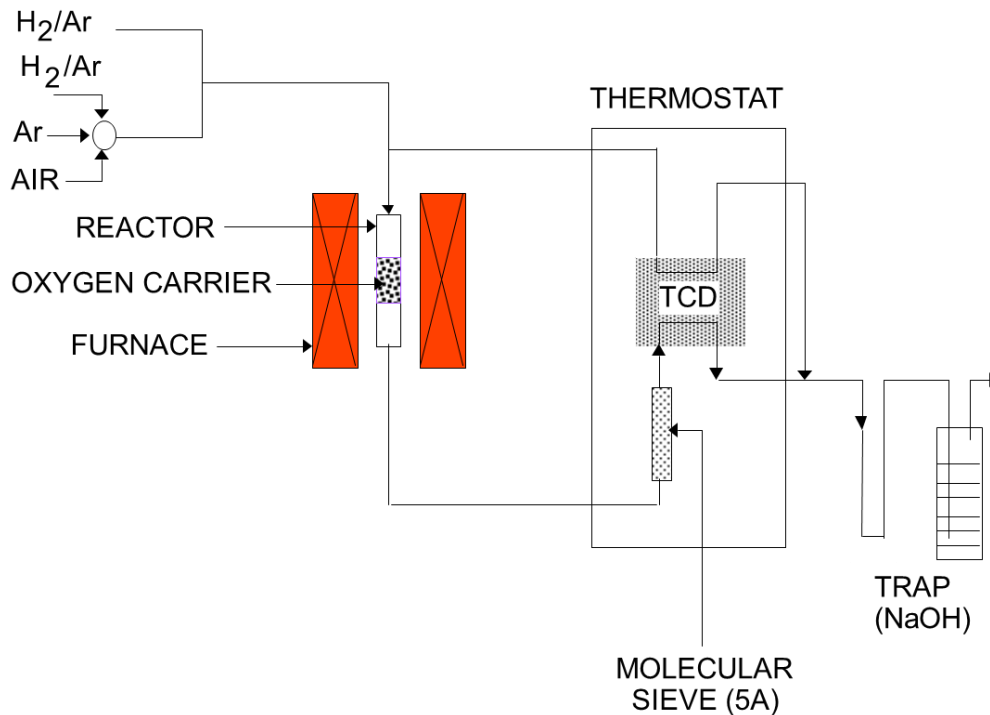 H2/Ar
H2/Ar
Ar
AIR
THERMOSTAT
REACTOR
OXYGEN CARRIER
FURNACE
TCD
TRAP
(NaOH)
MOLECULAR
SIEVE (5A)